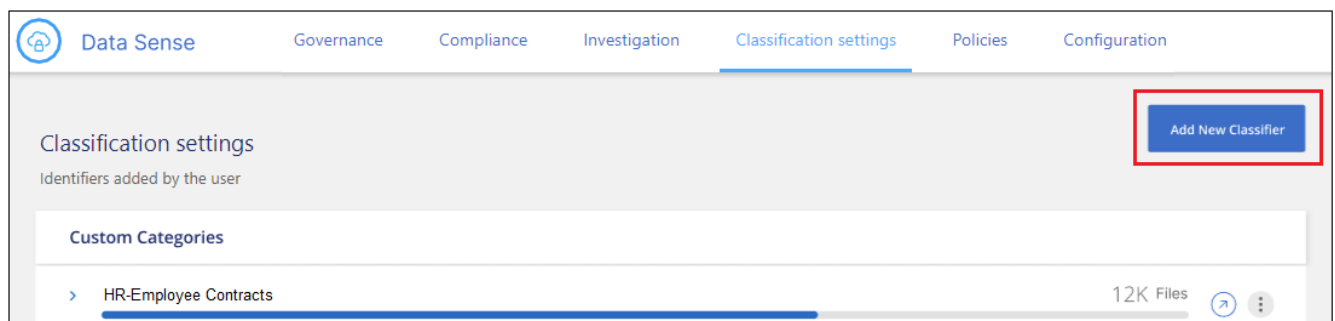 Data Sense Governance Compliance Investigation Classification settings Policies Configuration
Add New Classifier
Classification settings
Identifiers added by the user
Custom Categories
HR-Employee Contracts 12K Files